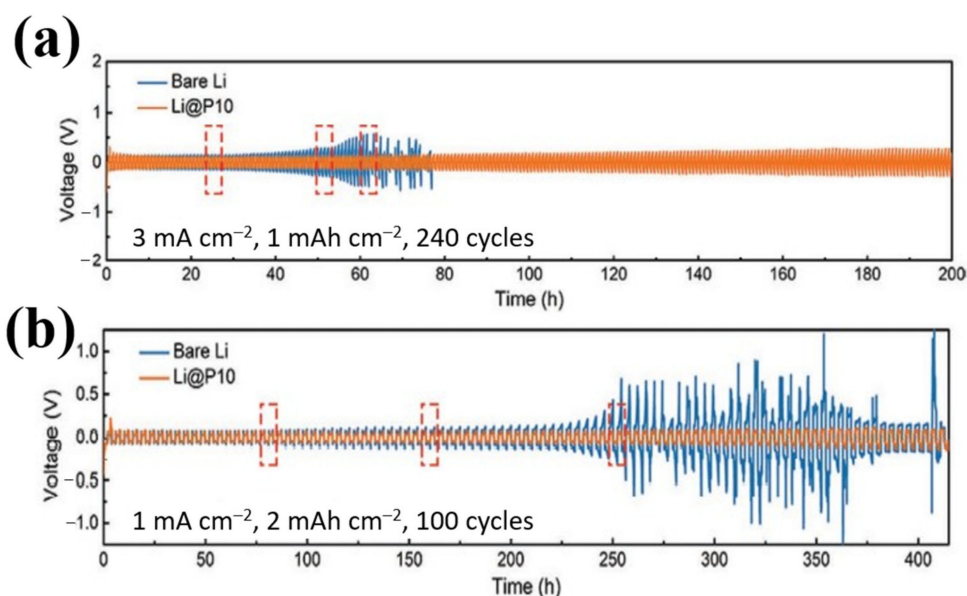 (a)
2
1
0
−1
−2
Voltage (V)
Bare Li
Li@P10
3 mA cm⁻², 1 mAh cm⁻², 240 cycles
0 20 40 60 80 100 120 140 160 180 200
Time (h)
(b)
1.0
0.5
0.0
−0.5
−1.0
Voltage (V)
Bare Li
Li@P10
1 mA cm⁻², 2 mAh cm⁻², 100 cycles
0 50 100 150 200 250 300 350 400
Time (h)